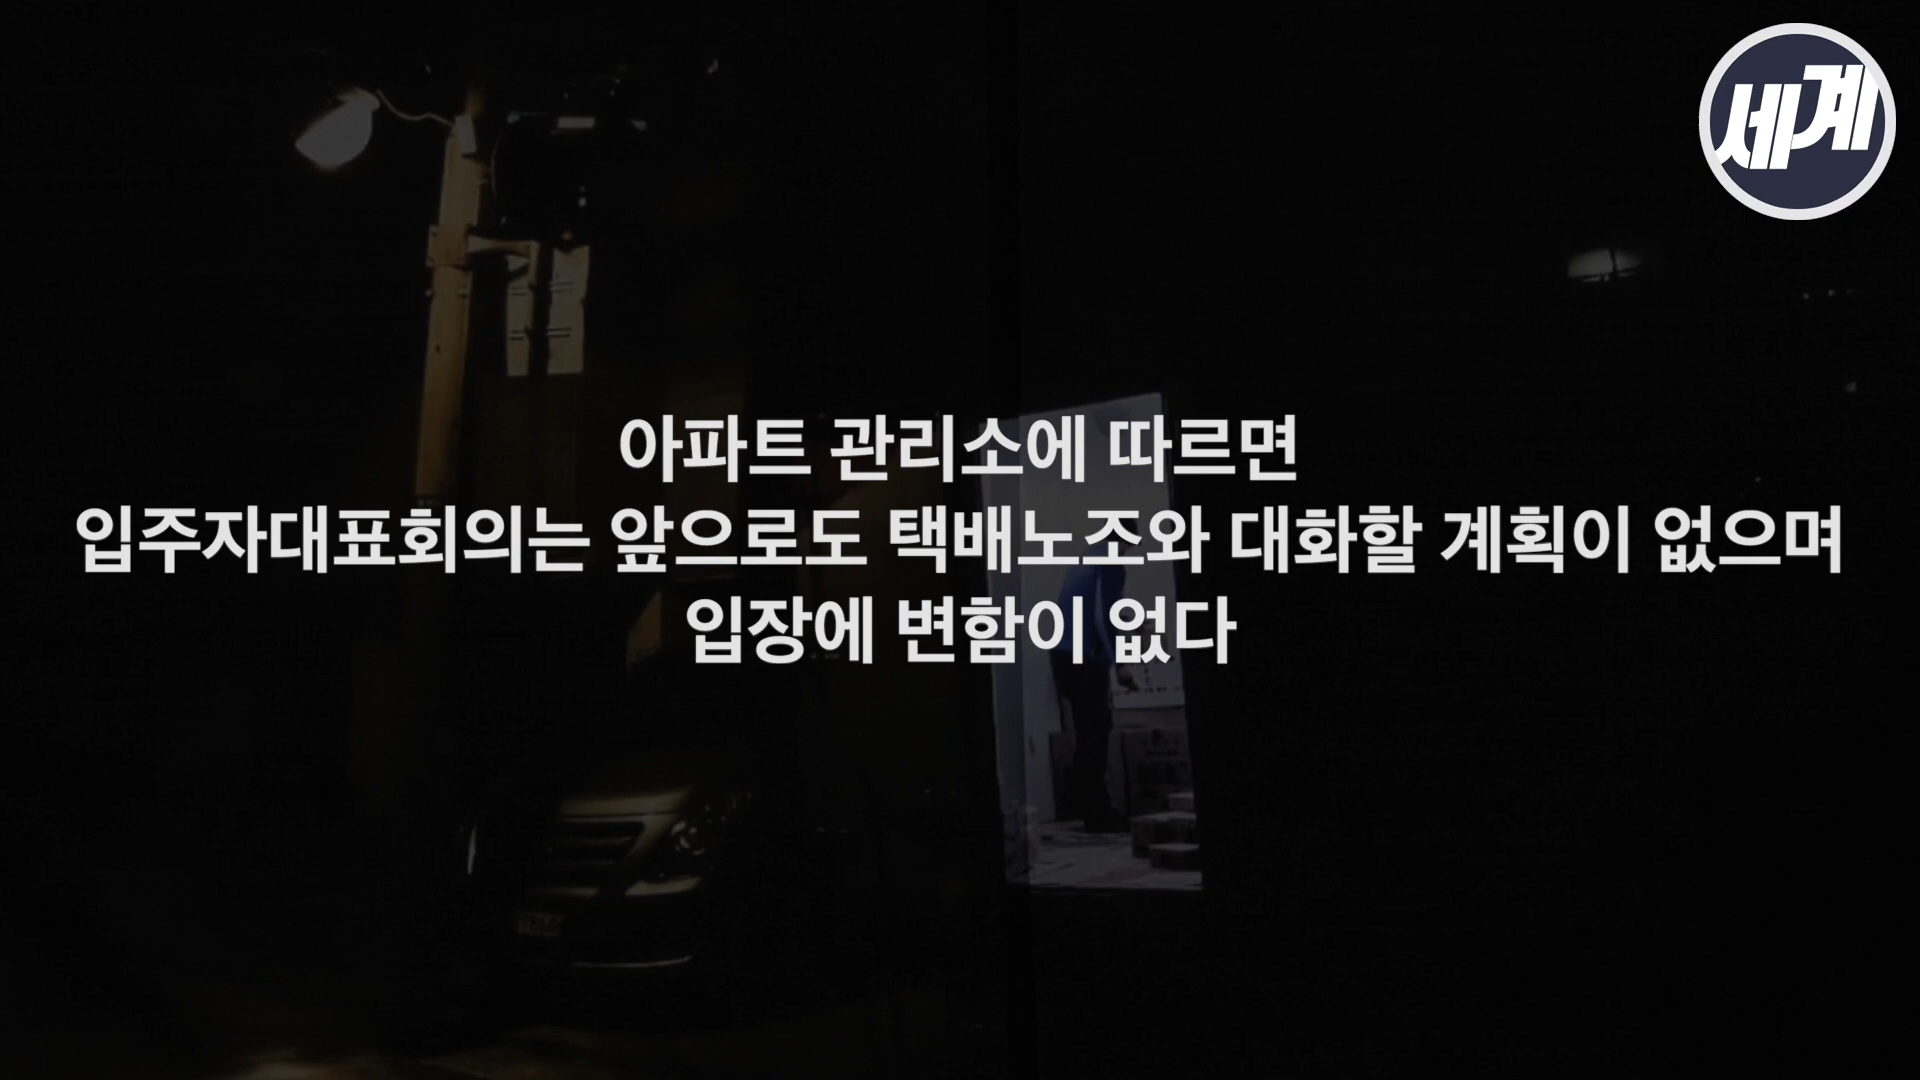 세계
아파트 관리소에 따르면
입주자대표회의는 앞으로도 택배노조와 대화할 계획이 없으며
입장에 변함이 없다